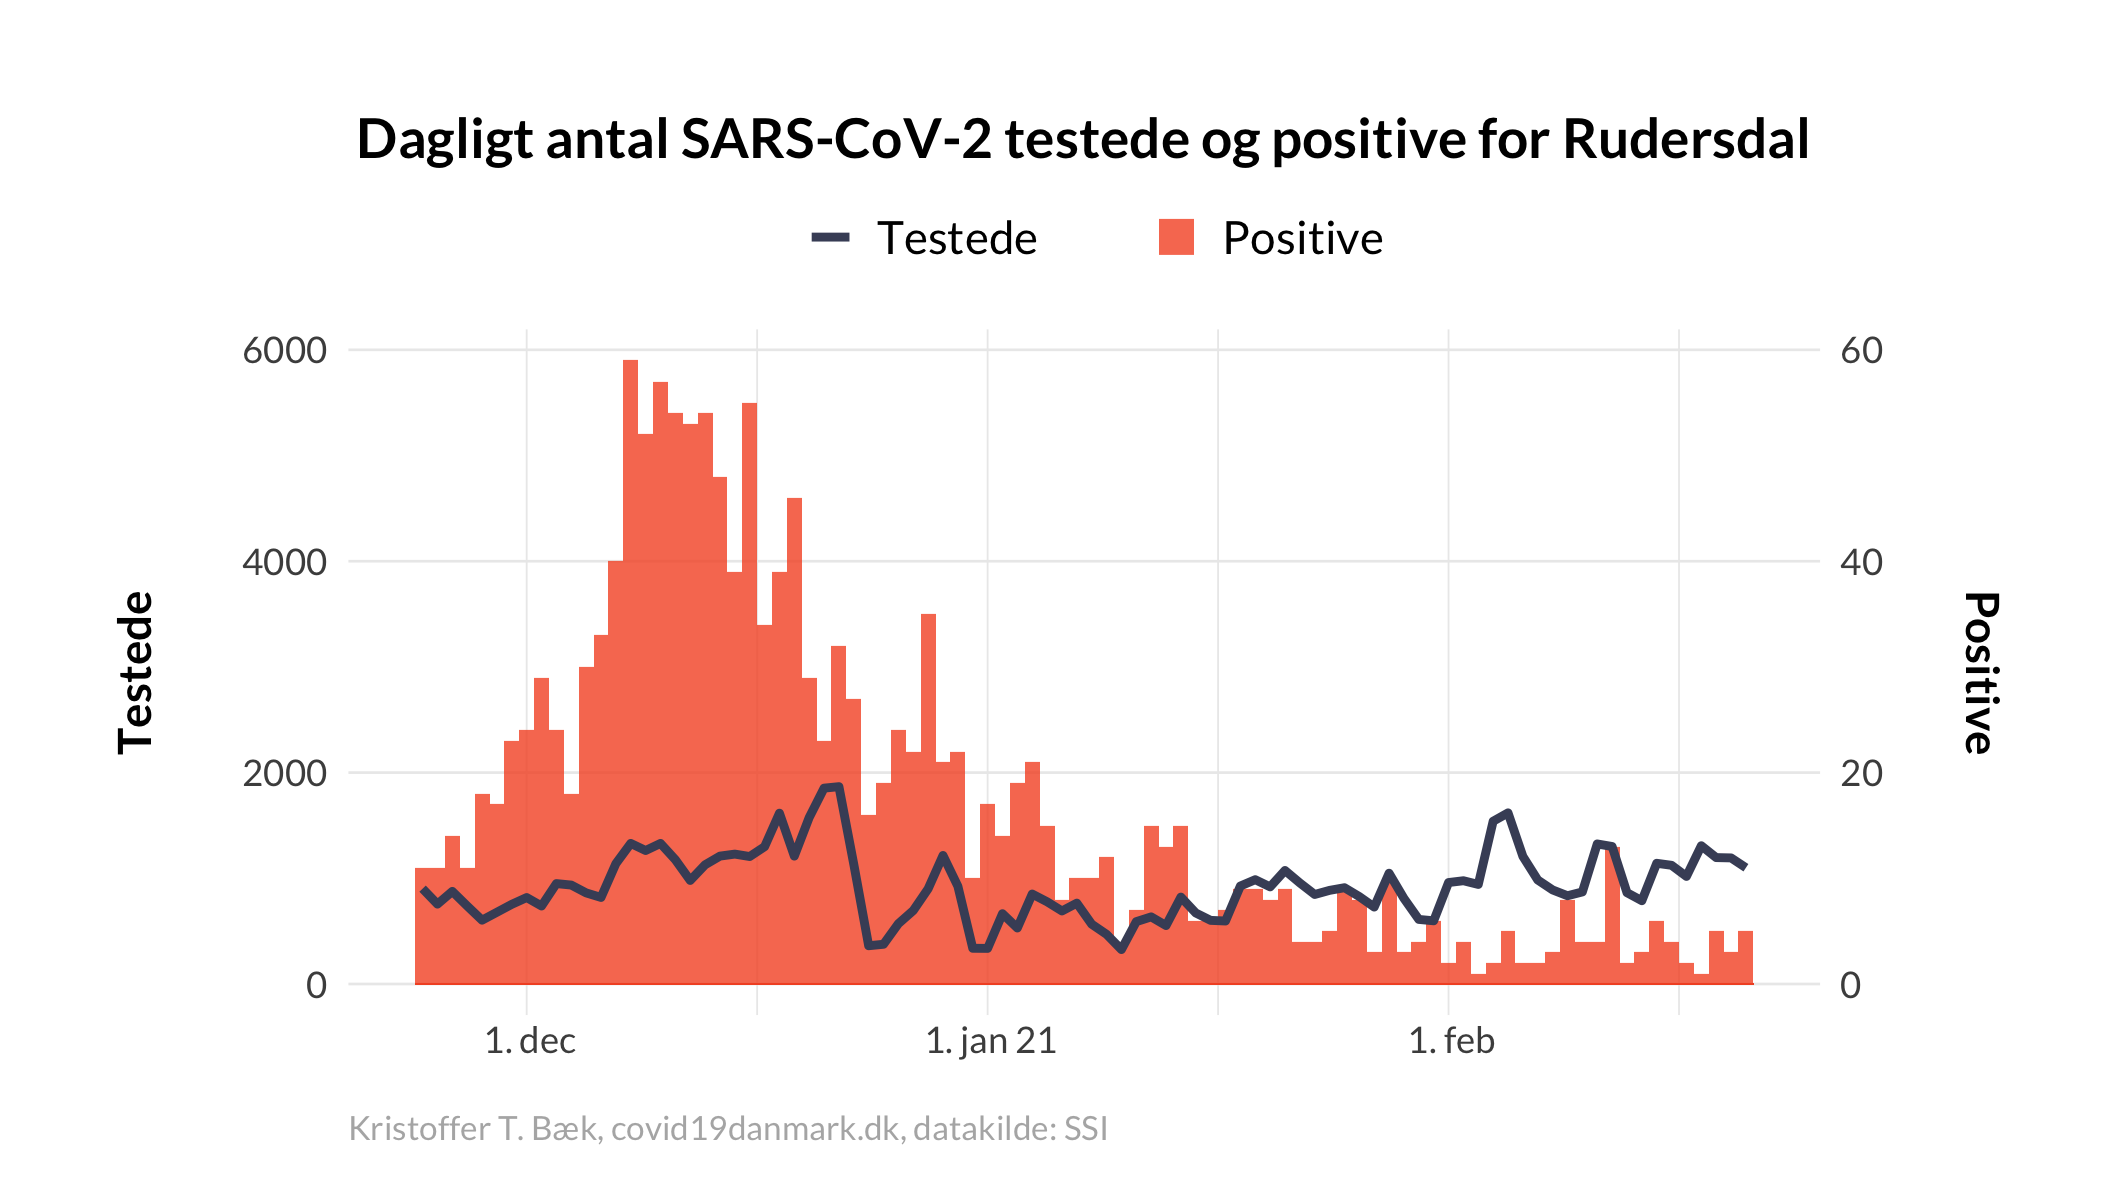 Dagligt antal SARS-CoV-2 testede og positive for Rudersdal
Testede
Positive
6000
4000
2000
0
Testede
60
40
20
0
Positive
1. dec
1. jan 21
1. feb
Kristoffer T. Bæk, covid19danmark.dk, datakilde: SSI